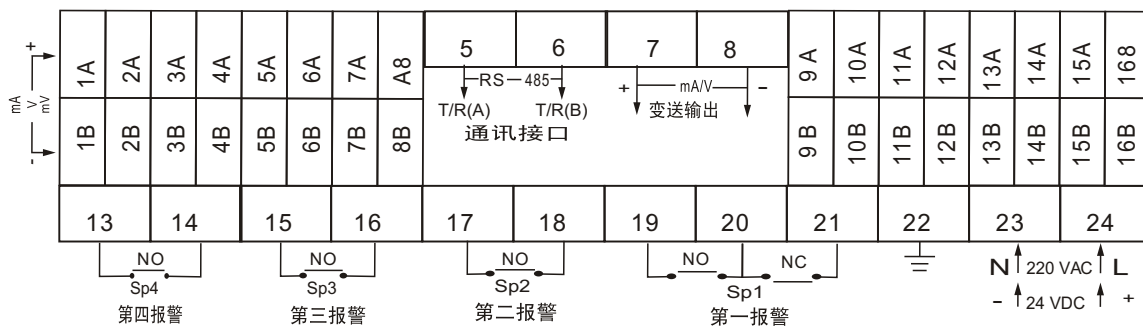 1A 2A 3A 4A 5A 6A 7A A8 5 6 7 8 9 A 10A 11A 12A 13A 14A 15A 168
+ mA V mV -
RS-485
+ mA/V -
T/R(A) T/R(B) 变送输出
通讯接口
1B 2B 3B 4B 5B 6B 7B 8B 9 B 10B 11B 12B 13B 14B 15B 16B
13 14 15 16 17 18 19 20 21 22 23 24
NO NO NO NO NC N 220 VAC L
Sp4 Sp3 Sp2 Sp1 - 24 VDC +
第四报警 第三报警 第二报警 第一报警